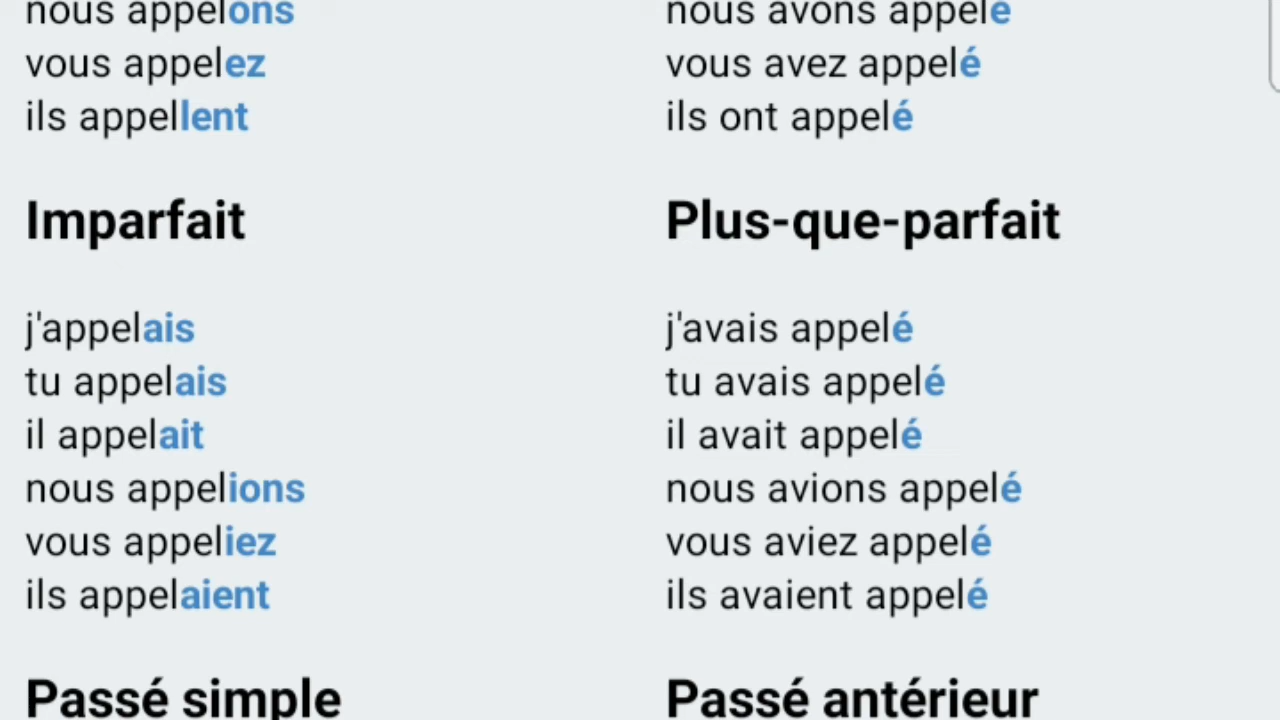 nous appelons
vous appelez
ils appellent
Imparfait
j'appelais
tu appelais
il appelait
nous appelions
vous appeliez
ils appelaient
Passé simple
nous avons appelé
vous avez appelé
ils ont appelé
Plus-que-parfait
j'avais appelé
tu avais appelé
il avait appelé
nous avions appelé
vous aviez appelé
ils avaient appelé
Passé antérieur